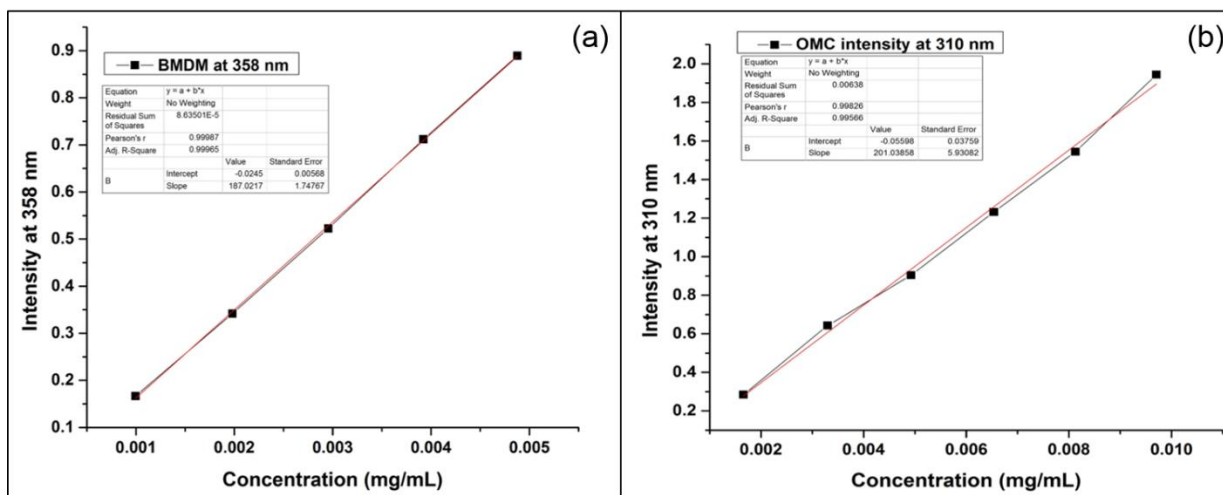 (a)
BMDM at 358 nm
Equation y = a + b*x
Weight No Weighting
Residual Sum
of Squares 8.63501E-5
Pearson's r 0.99987
Adj. R-Square 0.99965
Value Standard Error
B Intercept -0.0245 0.00568
Slope 187.0217 1.74767
Intensity at 358 nm
0.9
0.8
0.7
0.6
0.5
0.4
0.3
0.2
0.1
0.001 0.002 0.003 0.004 0.005
Concentration (mg/mL)
(b)
OMC intensity at 310 nm
Equation y = a + b*x
Weight No Weighting
Residual Sum
of Squares 0.00638
Pearson's r 0.99826
Adj. R-Square 0.99566
Value Standard Error
B Intercept -0.05598 0.03759
Slope 201.03858 5.93082
Intensity at 310 nm
2.0
1.8
1.6
1.4
1.2
1.0
0.8
0.6
0.4
0.2
0.002 0.004 0.006 0.008 0.010
Concentration (mg/mL)